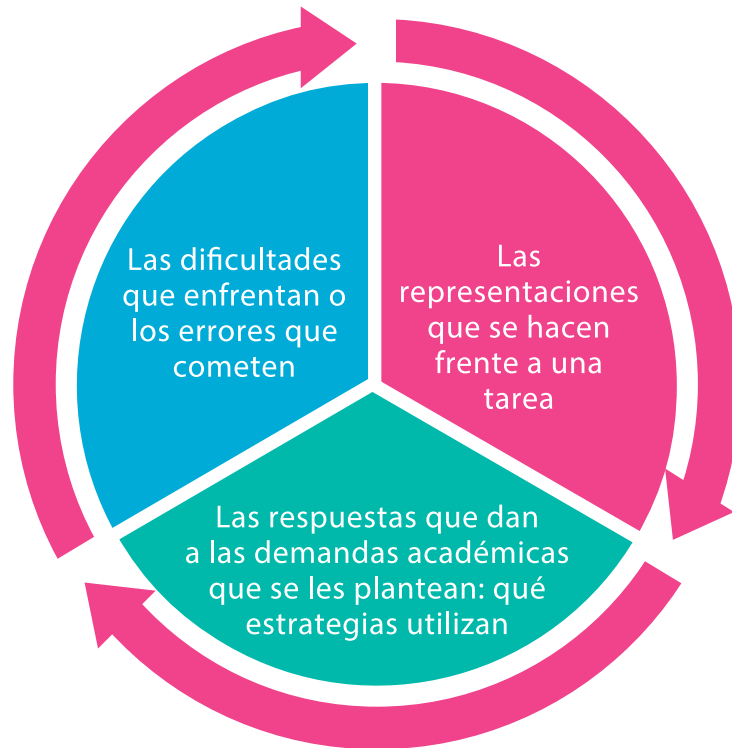 Las dificultades
que enfrentan o
los errores que
cometen
Las
representaciones
que se hacen
frente a una
tarea
Las respuestas que dan
a las demandas académicas
que se les plantean: qué
estrategias utilizan